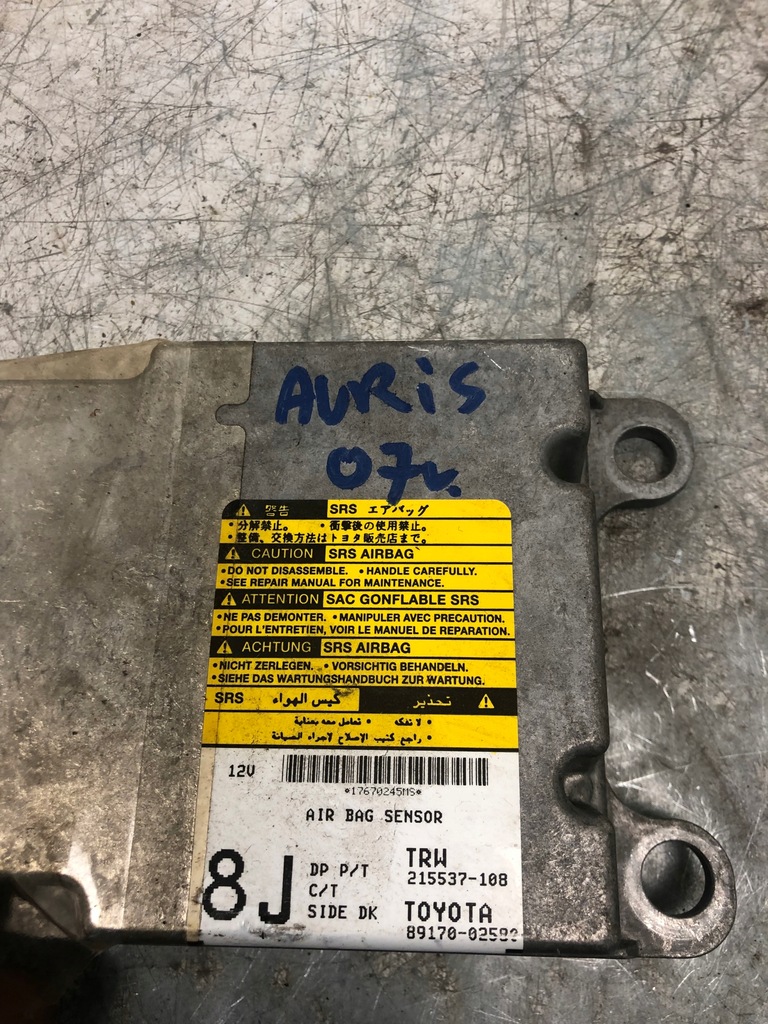 AURiS
07v.
警告 SRS エアバッグ
・分解禁止。 ・衝撃後の使用禁止。
・整備、交換方法はトヨタ販売店まで。
CAUTION SRS AIRBAG
•DO NOT DISASSEMBLE. •HANDLE CAREFULLY.
•SEE REPAIR MANUAL FOR MAINTENANCE.
ATTENTION SAC GONFLABLE SRS
•NE PAS DEMONTER. •MANIPULER AVEC PRECAUTION.
•POUR L'ENTRETIEN, VOIR LE MANUEL DE REPARATION.
ACHTUNG SRS AIRBAG
•NICHT ZERLEGEN. •VORSICHTIG BEHANDELN.
•SIEHE DAS WARTUNGSHANDBUCH ZUR WARTUNG.
تحذير كيس الهواء SRS
• لا تفكه • تعامل معه بعناية
• راجع كتيب الإصلاح لإجراء الصيانة
12V
*17670245MS*
AIR BAG SENSOR
8J
DP P/T TRW
C/T 215537-108
SIDE DK TOYOTA
89170-02580